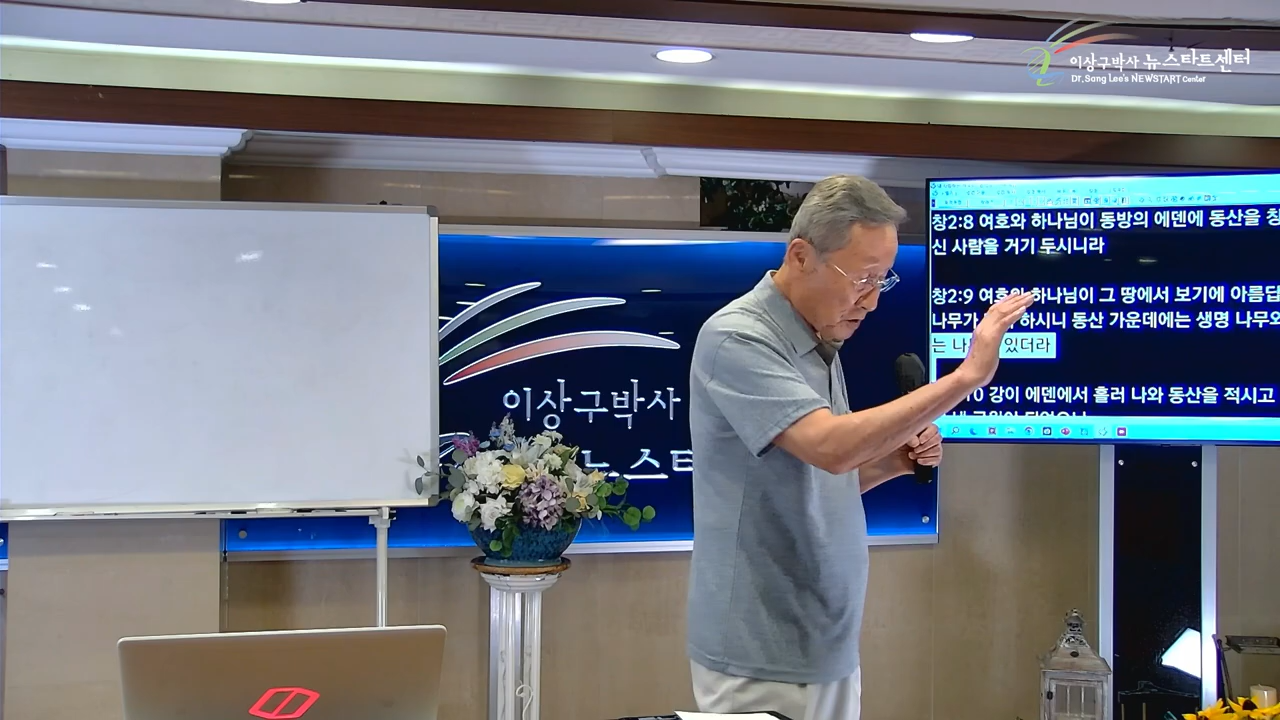 이상구박사 뉴스타트센터
Dr. Sang Lee's NEWSTART Center
창2:8 여호와 하나님이 동방의 에덴에 동산을 창
신 사람을 거기 두시니라
창2:9 여호와 하나님이 그 땅에서 보기에 아름답
나무가 하시니 동산 가운데에는 생명 나무와
는 있더라
10 강이 에덴에서 흘러 나와 동산을 적시고
이상구박사
뉴스타